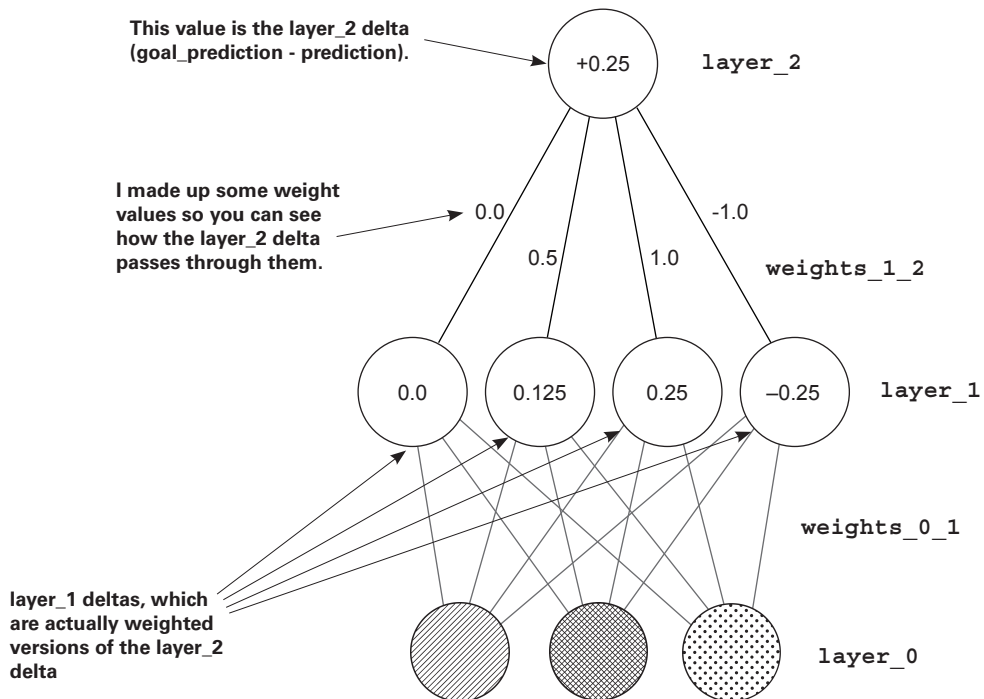 This value is the layer_2 delta
(goal_prediction - prediction).
+0.25
layer_2
I made up some weight
values so you can see
how the layer_2 delta
passes through them.
0.0
-1.0
0.5
1.0
weights_1_2
0.0
0.125
0.25
–0.25
layer_1
weights_0_1
layer_1 deltas, which
are actually weighted
versions of the layer_2
delta
layer_0